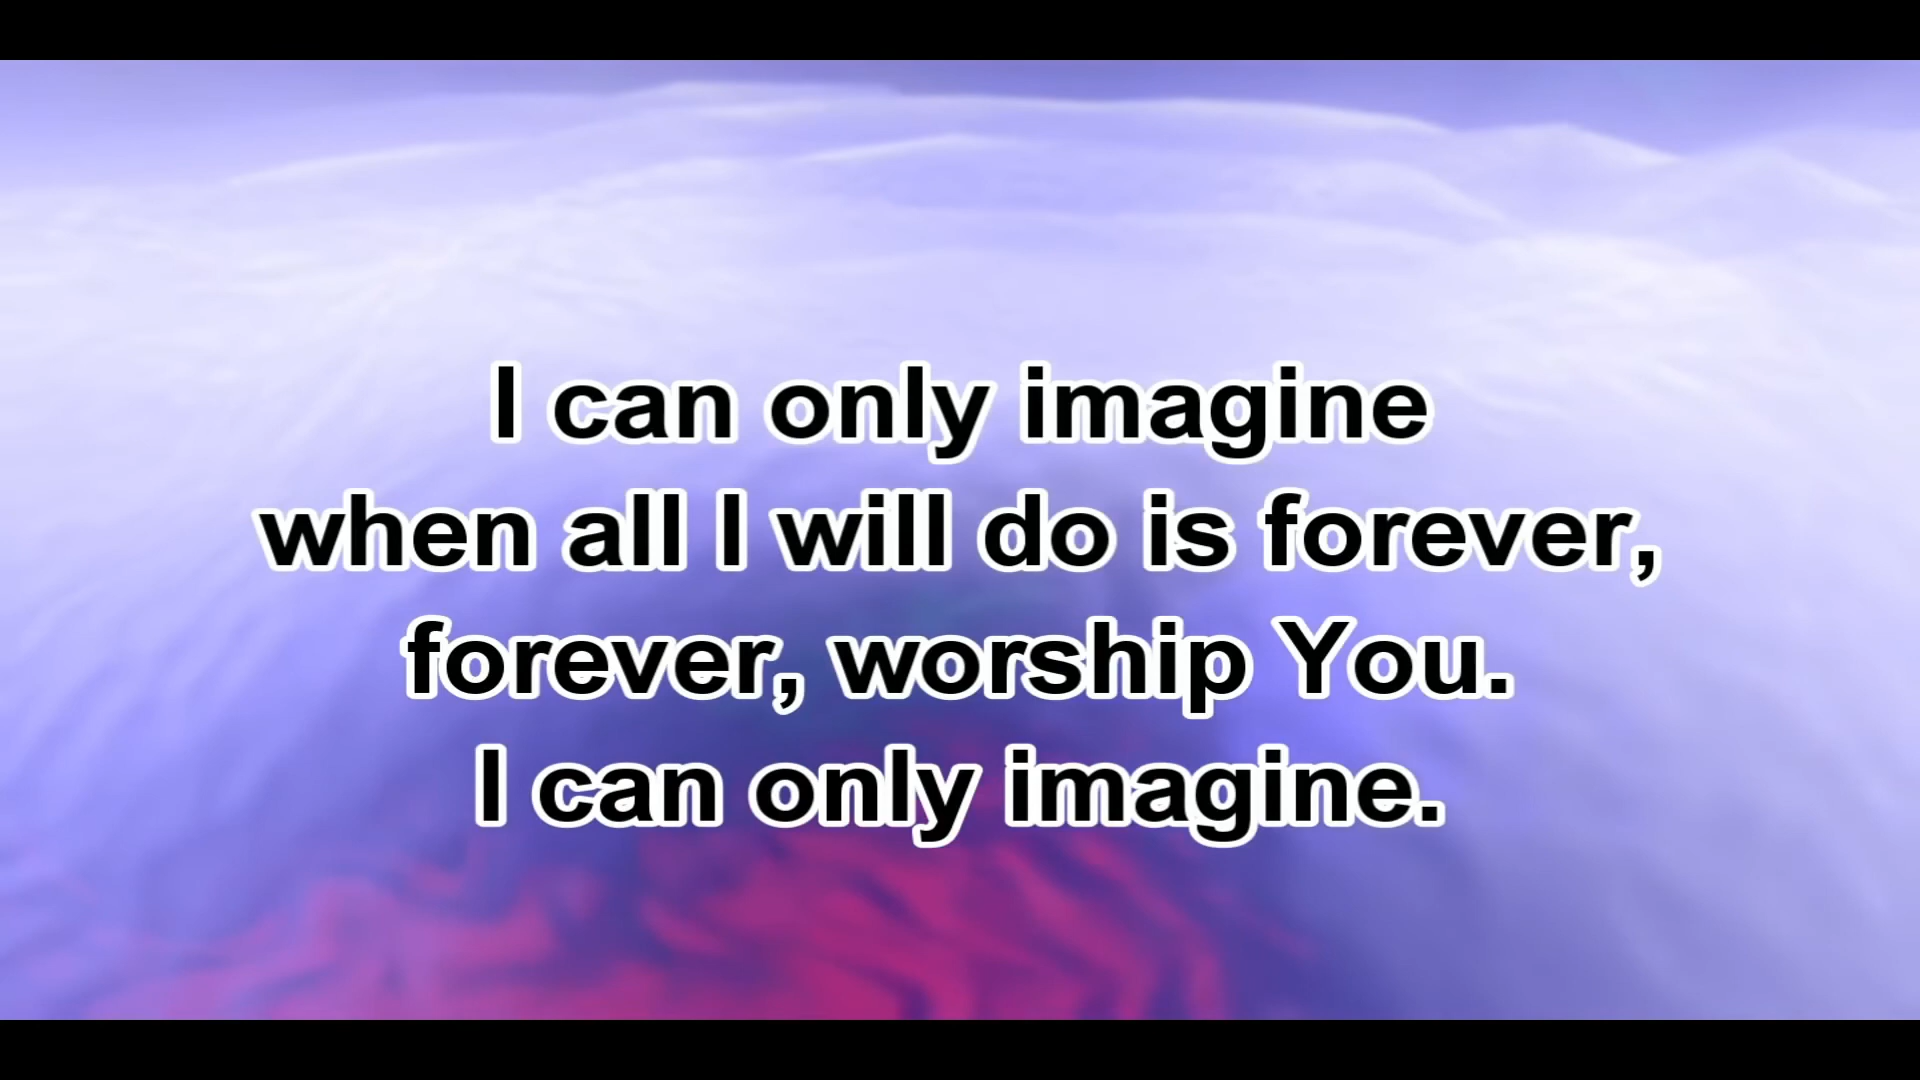 I can only imagine
when all I will do is forever,
forever, worship You.
I can only imagine.